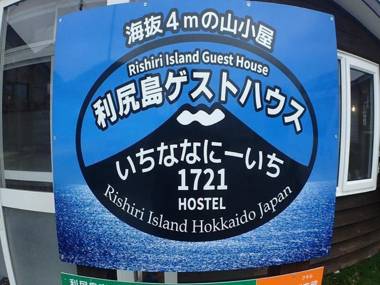 海抜４ｍの山小屋
Rishiri Island Guest House
利尻島ゲストハウス
いちななにーいち
1721
HOSTEL
Rishiri Island Hokkaido Japan